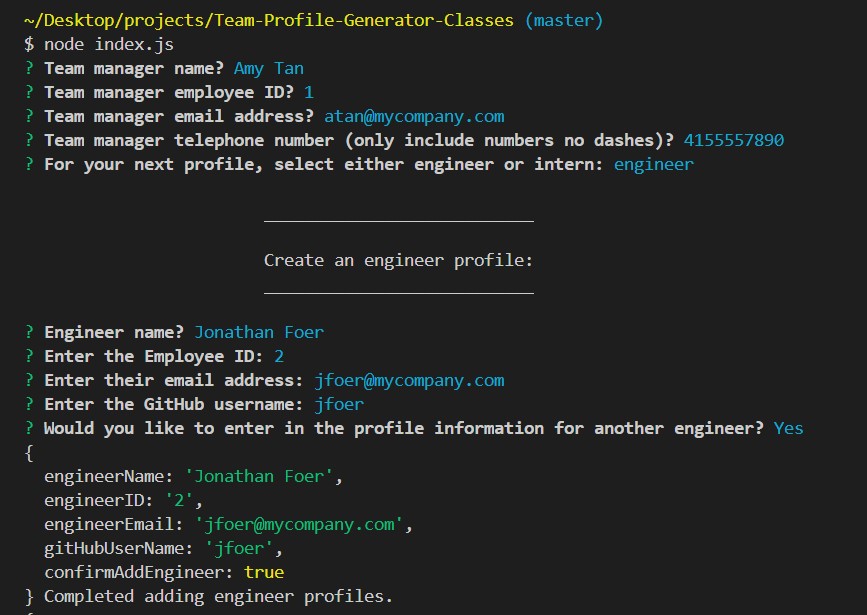 ~/Desktop/projects/Team-Profile-Generator-Classes (master)
$ node index.js
? Team manager name? Amy Tan
? Team manager employee ID? 1
? Team manager email address? atan@mycompany.com
? Team manager telephone number (only include numbers no dashes)? 4155557890
? For your next profile, select either engineer or intern: engineer
___________________________
Create an engineer profile:
___________________________
? Engineer name? Jonathan Foer
? Enter the Employee ID: 2
? Enter their email address: jfoer@mycompany.com
? Enter the GitHub username: jfoer
? Would you like to enter in the profile information for another engineer? Yes
{
  engineerName: 'Jonathan Foer',
  engineerID: '2',
  engineerEmail: 'jfoer@mycompany.com',
  gitHubUserName: 'jfoer',
  confirmAddEngineer: true
} Completed adding engineer profiles.